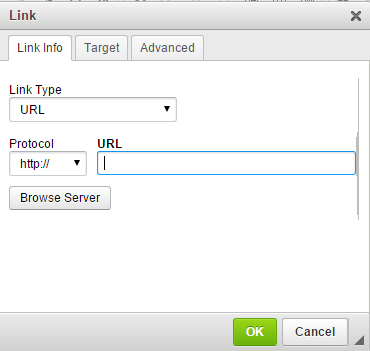 Link
Link Info Target Advanced
Link Type
URL
Protocol URL
http://
Browse Server
OK Cancel